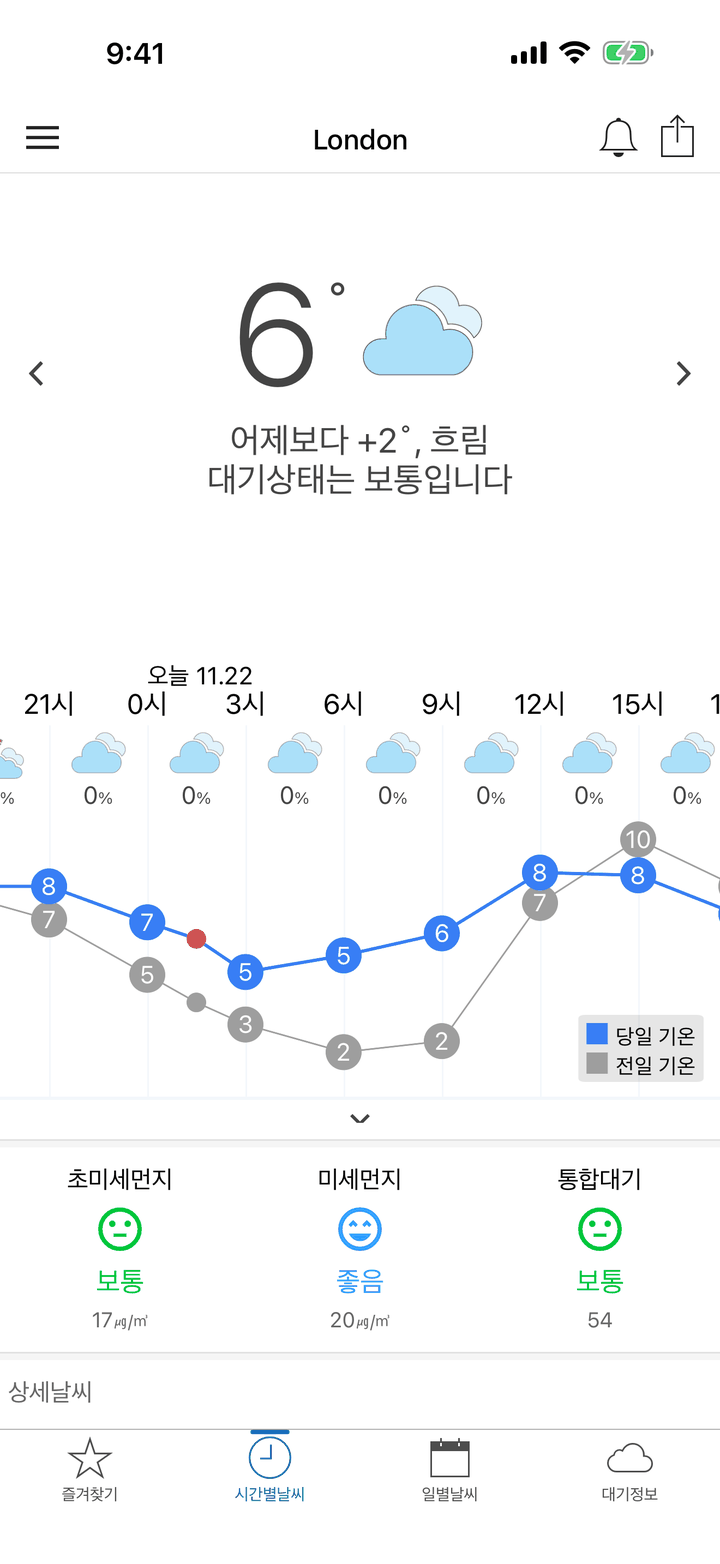 9:41
London
6°
어제보다 +2˚, 흐림
대기상태는 보통입니다
오늘 11.22
21시 0시 3시 6시 9시 12시 15시 1
% 0% 0% 0% 0% 0% 0% 0%
10
8 7 5 5 6 8 8
7 5 3 2 2 7
당일 기온
전일 기온
초미세먼지 미세먼지 통합대기
보통 좋음 보통
17㎍/㎥ 20㎍/㎥ 54
상세날씨
즐겨찾기 시간별날씨 일별날씨 대기정보